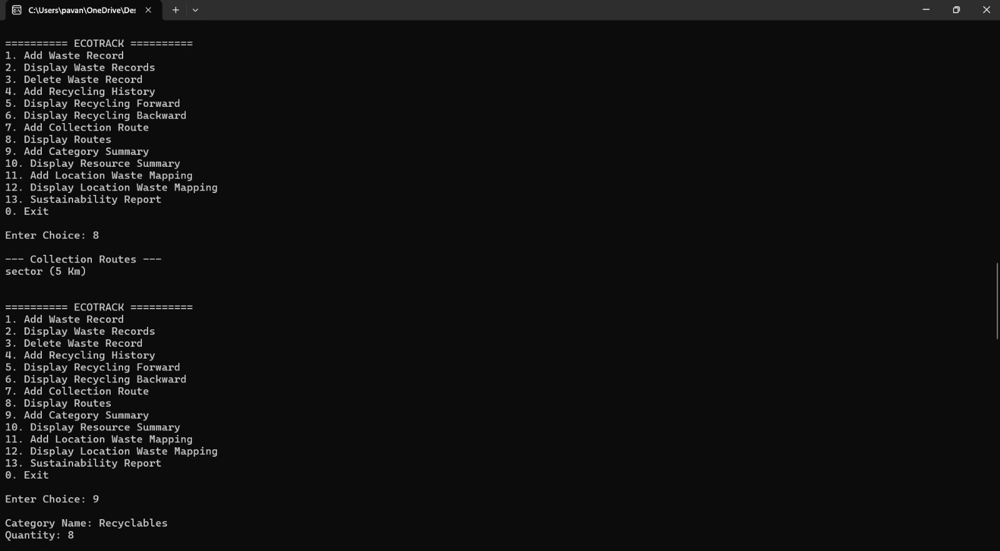 C:\Users\pavan\OneDrive\Des
========== ECOTRACK ==========
1. Add Waste Record
2. Display Waste Records
3. Delete Waste Record
4. Add Recycling History
5. Display Recycling Forward
6. Display Recycling Backward
7. Add Collection Route
8. Display Routes
9. Add Category Summary
10. Display Resource Summary
11. Add Location Waste Mapping
12. Display Location Waste Mapping
13. Sustainability Report
0. Exit
Enter Choice: 8
--- Collection Routes ---
sector (5 Km)
========== ECOTRACK ==========
1. Add Waste Record
2. Display Waste Records
3. Delete Waste Record
4. Add Recycling History
5. Display Recycling Forward
6. Display Recycling Backward
7. Add Collection Route
8. Display Routes
9. Add Category Summary
10. Display Resource Summary
11. Add Location Waste Mapping
12. Display Location Waste Mapping
13. Sustainability Report
0. Exit
Enter Choice: 9
Category Name: Recyclables
Quantity: 8